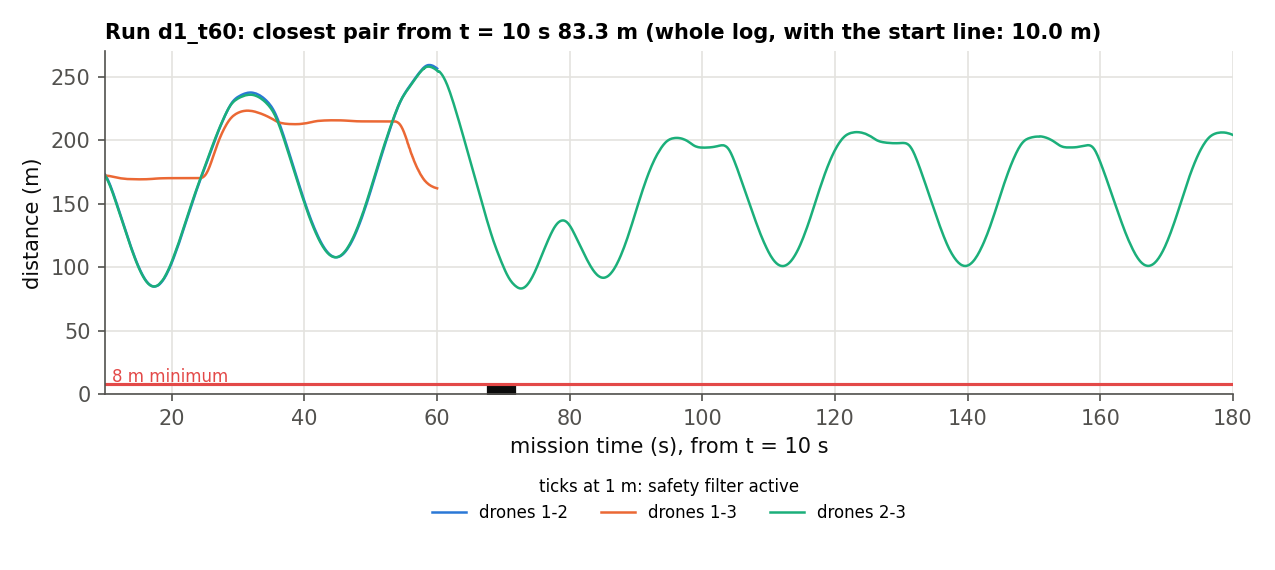 Run d1_t60: closest pair from t = 10 s 83.3 m (whole log, with the start line: 10.0 m)
distance (m)
250
200
150
100
50
0
8 m minimum
20 40 60 80 100 120 140 160 180
mission time (s), from t = 10 s
ticks at 1 m: safety filter active
drones 1-2 drones 1-3 drones 2-3